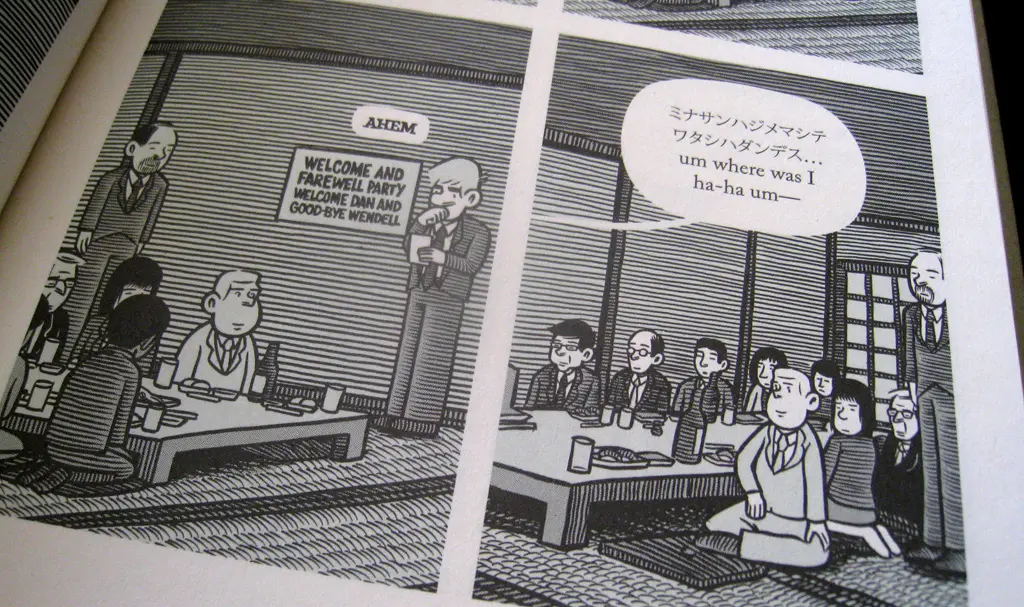 AHEM
WELCOME AND
FAREWELL PARTY
WELCOME DAN AND
GOOD-BYE WENDELL
ミナサンハジメマシテ
ワタシハダンデス…
um where was I
ha-ha um—